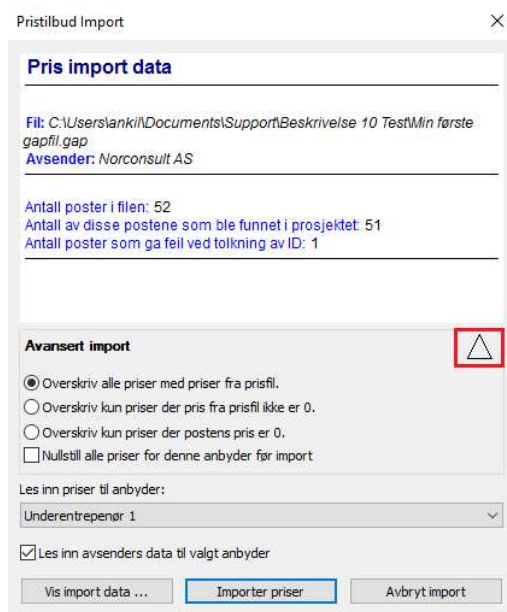 Pristilbud Import
Pris import data
Fil: C:\Users\ankil\Documents\Support\Beskrivelse 10 Test\Min første
gapfil.gap
Avsender: Norconsult AS
Antall poster i filen: 52
Antall av disse postene som ble funnet i prosjektet: 51
Antall poster som ga feil ved tolkning av ID: 1
Avansert import
Overskriv alle priser med priser fra prisfil.
Overskriv kun priser der pris fra prisfil ikke er 0.
Overskriv kun priser der postens pris er 0.
Nullstill alle priser for denne anbyder før import
Les inn priser til anbyder:
Underentrepenør 1
Les inn avsenders data til valgt anbyder
Vis import data ...
Importer priser
Avbryt import